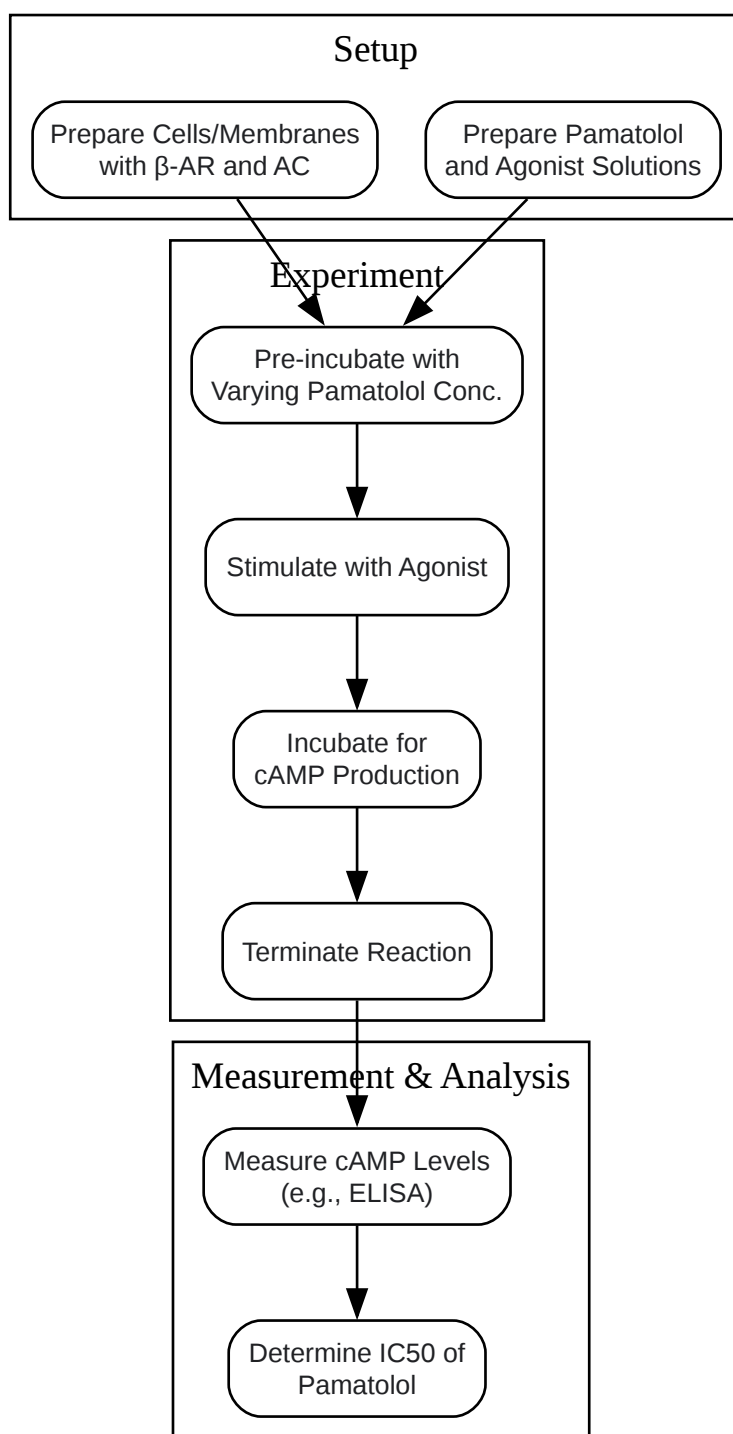 Setup
Prepare Cells/Membranes
with β-AR and AC
Prepare Pamatolol
and Agonist Solutions
Experiment
Pre-incubate with
Varying Pamatolol Conc.
Stimulate with Agonist
Incubate for
cAMP Production
Terminate Reaction
Measurement & Analysis
Measure cAMP Levels
(e.g., ELISA)
Determine IC50 of
Pamatolol